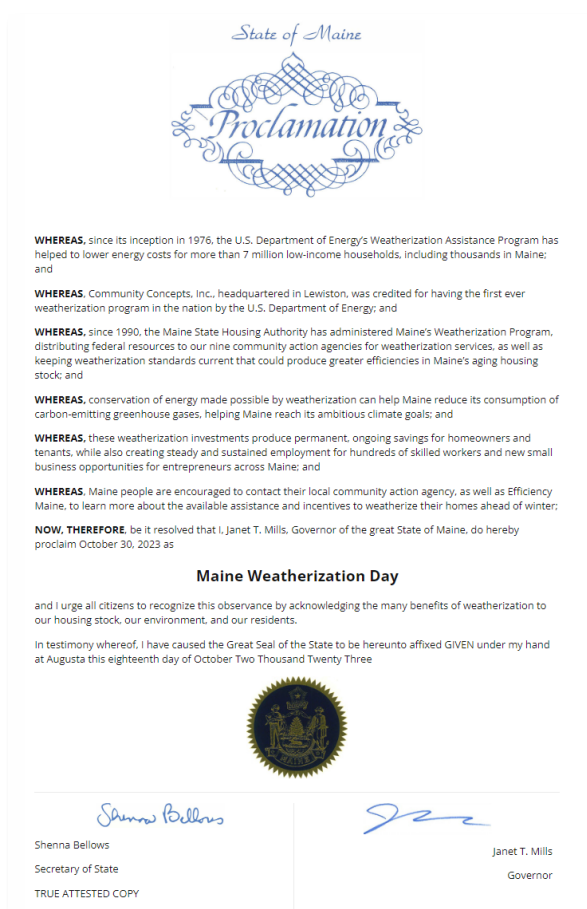 State of Maine
Proclamation
WHEREAS, since its inception in 1976, the U.S. Department of Energy's Weatherization Assistance Program has
helped to lower energy costs for more than 7 million low-income households, including thousands in Maine;
and
WHEREAS, Community Concepts, Inc., headquartered in Lewiston, was credited for having the first ever
weatherization program in the nation by the U.S. Department of Energy; and
WHEREAS, since 1990, the Maine State Housing Authority has administered Maine's Weatherization Program,
distributing federal resources to our nine community action agencies for weatherization services, as well as
keeping weatherization standards current that could produce greater efficiencies in Maine's aging housing
stock; and
WHEREAS, conservation of energy made possible by weatherization can help Maine reduce its consumption of
carbon-emitting greenhouse gases, helping Maine reach its ambitious climate goals; and
WHEREAS, these weatherization investments produce permanent, ongoing savings for homeowners and
tenants, while also creating steady and sustained employment for hundreds of skilled workers and new small
business opportunities for entrepreneurs across Maine; and
WHEREAS, Maine people are encouraged to contact their local community action agency, as well as Efficiency
Maine, to learn more about the available assistance and incentives to weatherize their homes ahead of winter;
NOW, THEREFORE, be it resolved that I, Janet T. Mills, Governor of the great State of Maine, do hereby
proclaim October 30, 2023 as
Maine Weatherization Day
and I urge all citizens to recognize this observance by acknowledging the many benefits of weatherization to
our housing stock, our environment, and our residents.
In testimony whereof, I have caused the Great Seal of the State to be hereunto affixed GIVEN under my hand
at Augusta this eighteenth day of October Two Thousand Twenty Three
MAINE
Shenna Bellows
Shenna Bellows
Secretary of State
TRUE ATTESTED COPY
Janet T. Mills
Governor